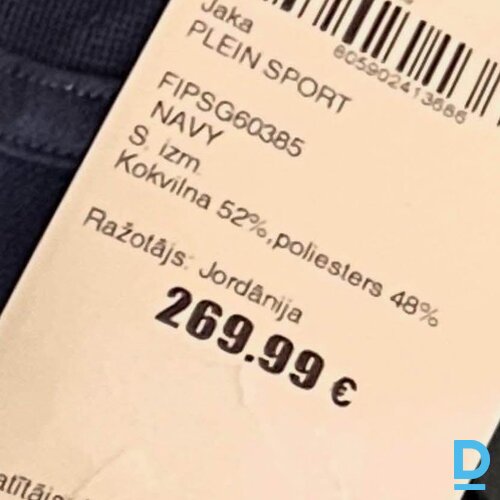 Jaka
PLEIN SPORT
605902413686
FIPSG60385
NAVY
S. izm.
Kokvilna 52%,poliesters 48%
Ražotājs: Jordānija
269.99 €
D